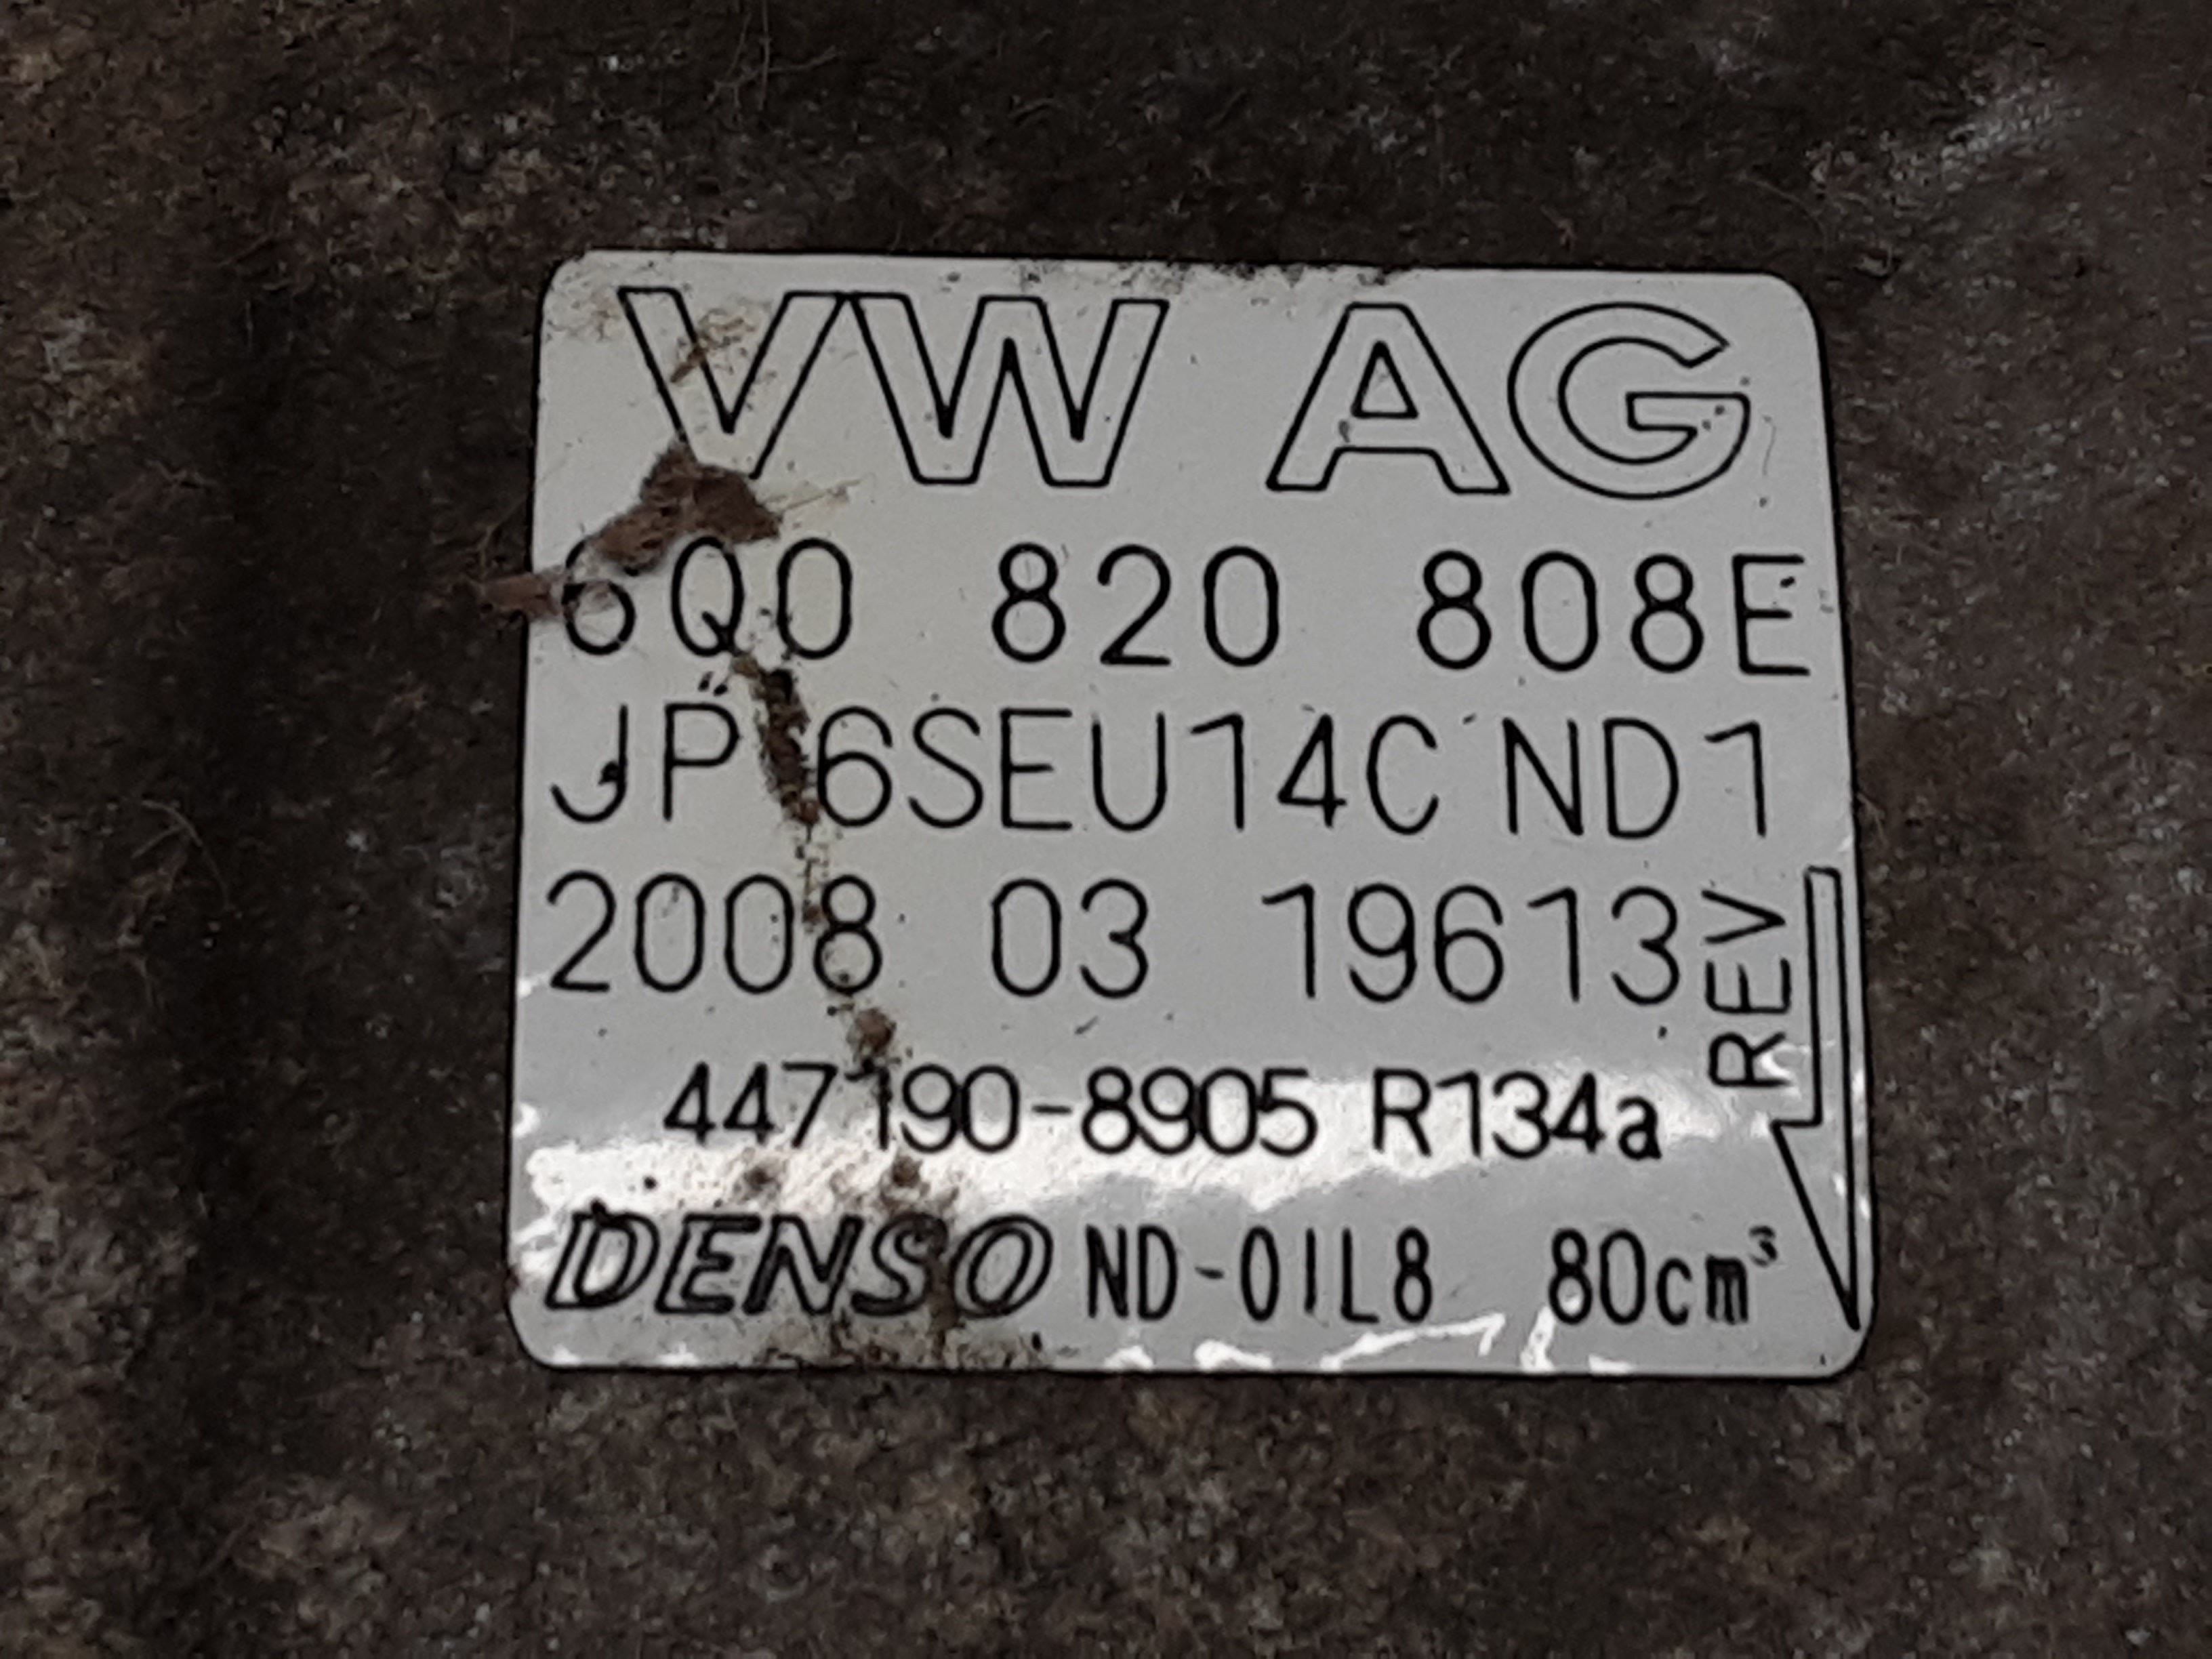 VW AG
6Q0 820 808E
JP 6SEU14C ND1
2008 03 19613
REV
447190-8905 R134a
DENSO ND-OIL8 80cm³